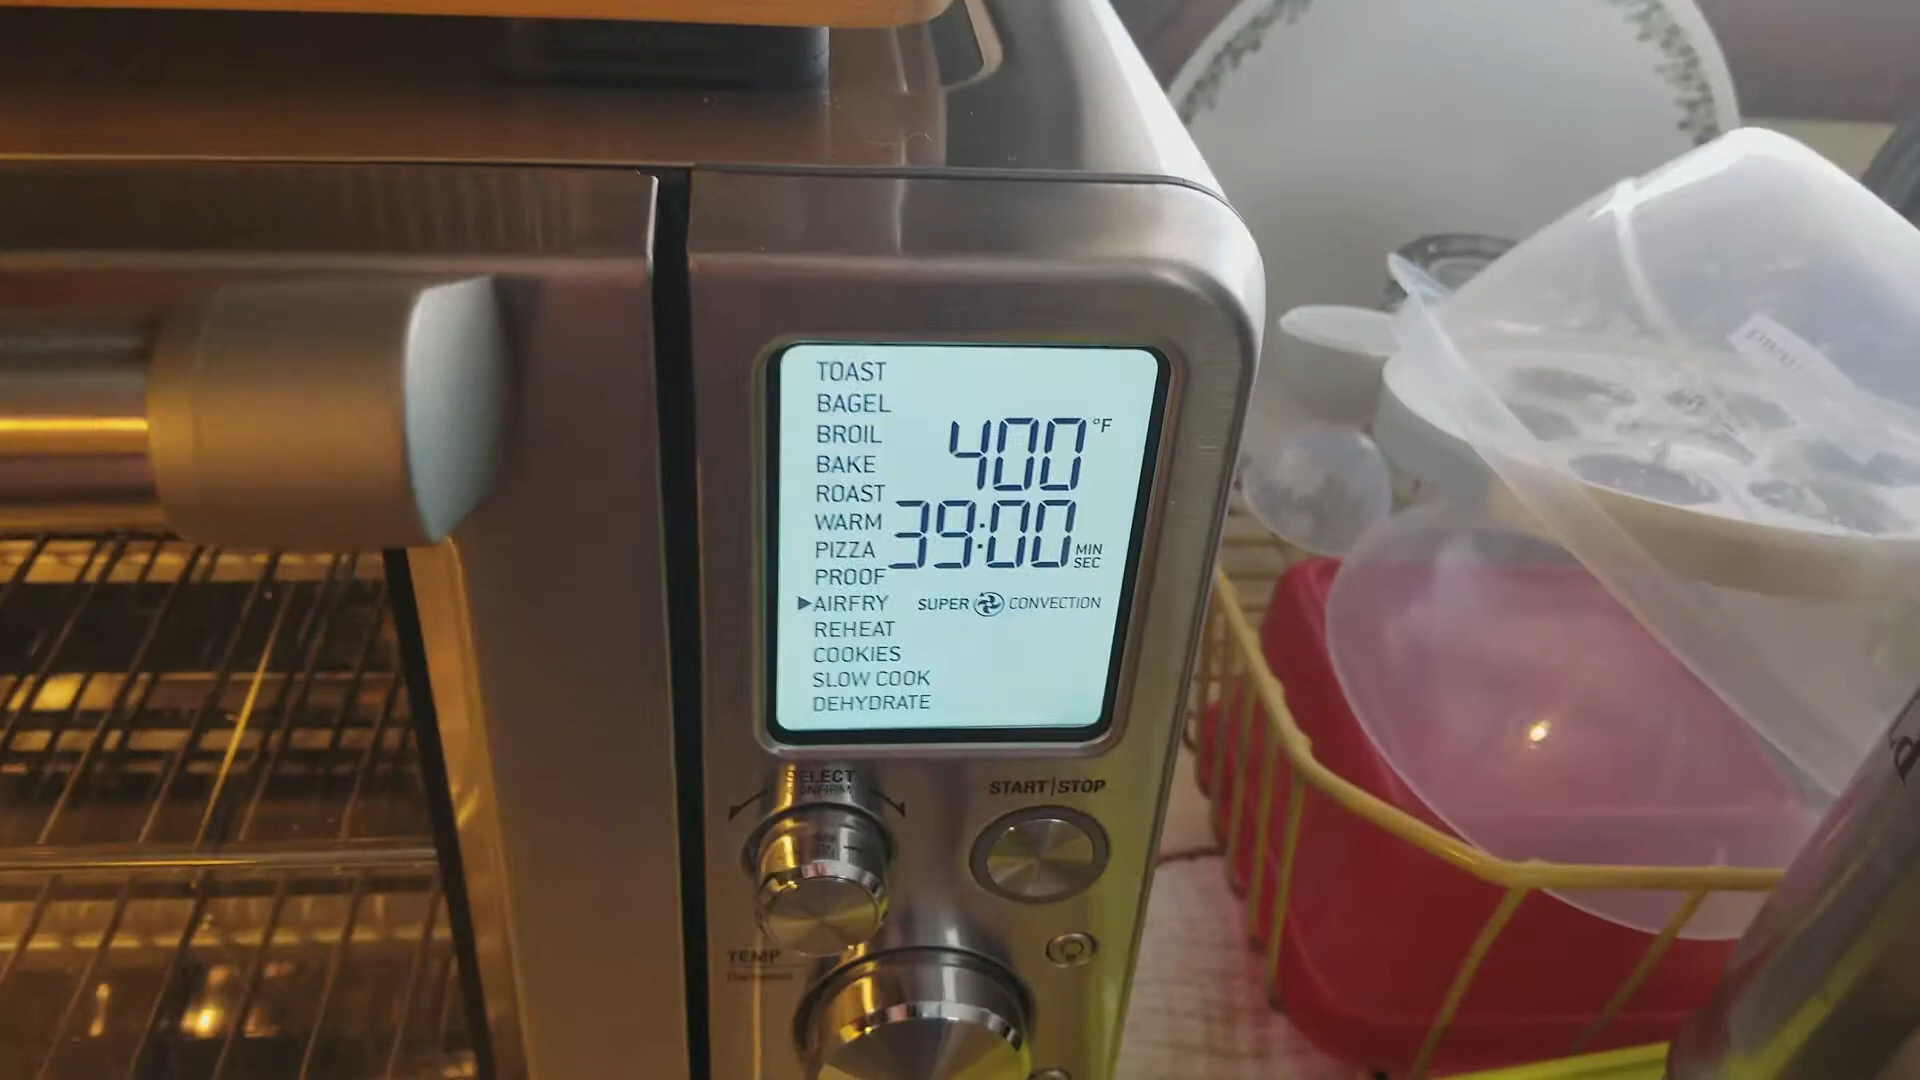 TOAST
BAGEL
BROIL
BAKE
ROAST
WARM
PIZZA
PROOF
▶AIRFRY
REHEAT
COOKIES
SLOW COOK
DEHYDRATE
400 °F
39:00 MIN SEC
SUPER CONVECTION
START|STOP
TEMP